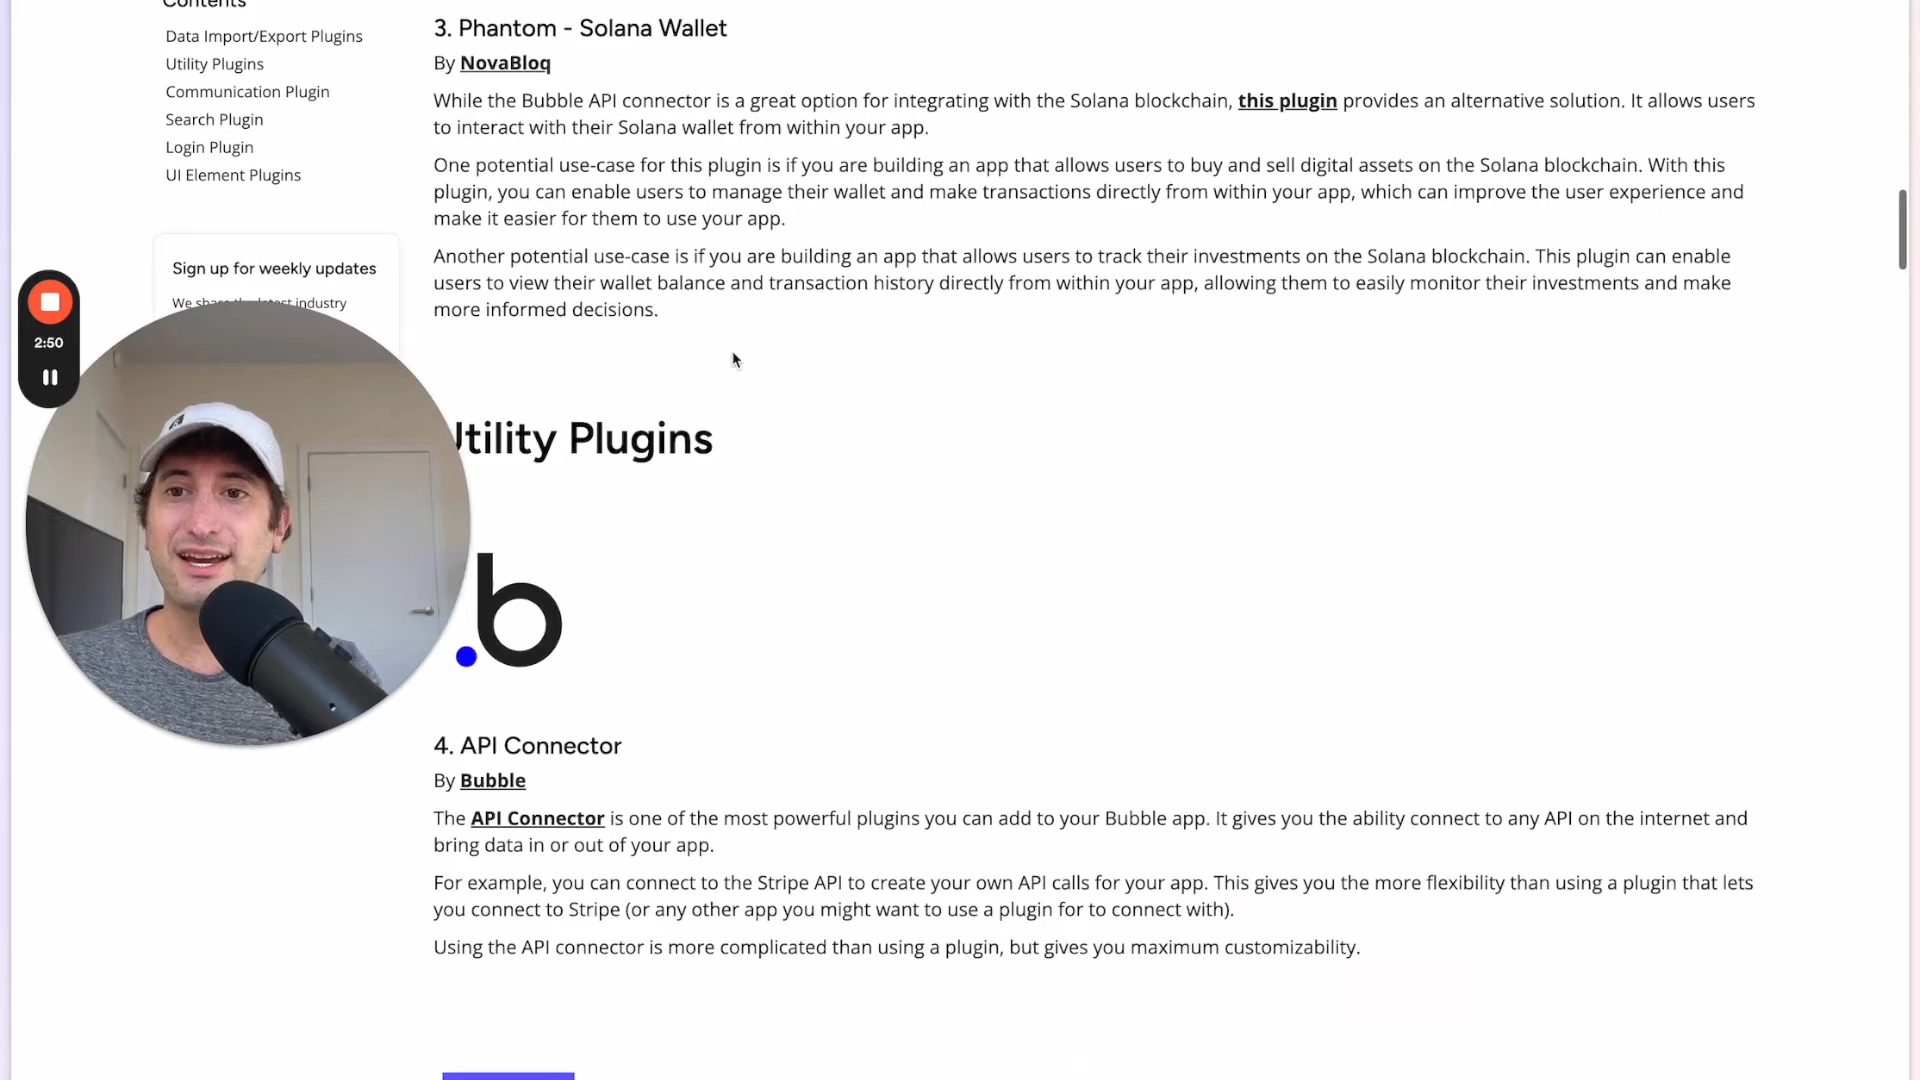 Contents
Data Import/Export Plugins
Utility Plugins
Communication Plugin
Search Plugin
Login Plugin
UI Element Plugins
Sign up for weekly updates
We share the latest industry
2:50
3. Phantom - Solana Wallet
By NovaBloq
While the Bubble API connector is a great option for integrating with the Solana blockchain, this plugin provides an alternative solution. It allows users
to interact with their Solana wallet from within your app.
One potential use-case for this plugin is if you are building an app that allows users to buy and sell digital assets on the Solana blockchain. With this
plugin, you can enable users to manage their wallet and make transactions directly from within your app, which can improve the user experience and
make it easier for them to use your app.
Another potential use-case is if you are building an app that allows users to track their investments on the Solana blockchain. This plugin can enable
users to view their wallet balance and transaction history directly from within your app, allowing them to easily monitor their investments and make
more informed decisions.
Utility Plugins
.b
4. API Connector
By Bubble
The API Connector is one of the most powerful plugins you can add to your Bubble app. It gives you the ability connect to any API on the internet and
bring data in or out of your app.
For example, you can connect to the Stripe API to create your own API calls for your app. This gives you the more flexibility than using a plugin that lets
you connect to Stripe (or any other app you might want to use a plugin for to connect with).
Using the API connector is more complicated than using a plugin, but gives you maximum customizability.